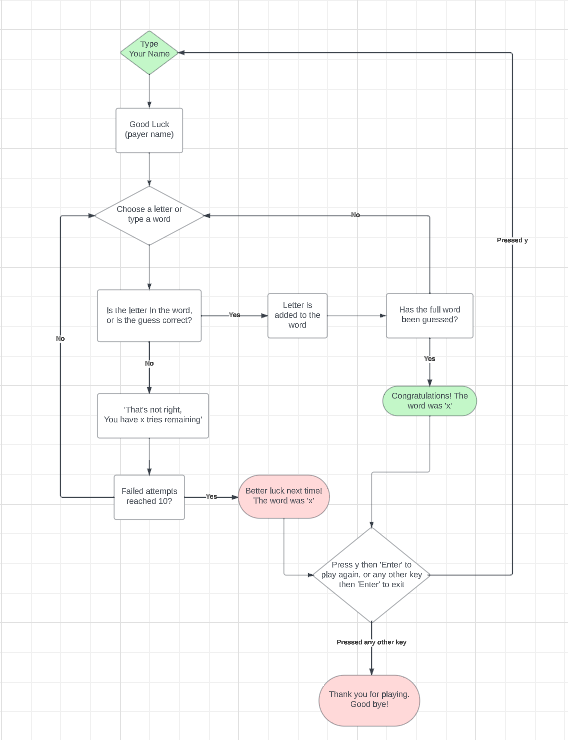 Type
Your Name
Good Luck
(payer name)
Choose a letter or
type a word
No
Pressed y
Is the letter In the word,
or Is the guess correct?
Yes
Letter Is
added to the
word
Has the full word
been guessed?
No
No
Yes
'That's not right,
You have x tries remaining'
Congratulations! The
word was 'x'
Failed attempts
reached 10?
Yes
Better luck next time!
The word was 'x'
Press y then 'Enter' to
play again, or any other key
then 'Enter' to exit
Pressed any other key
Thank you for playing.
Good bye!